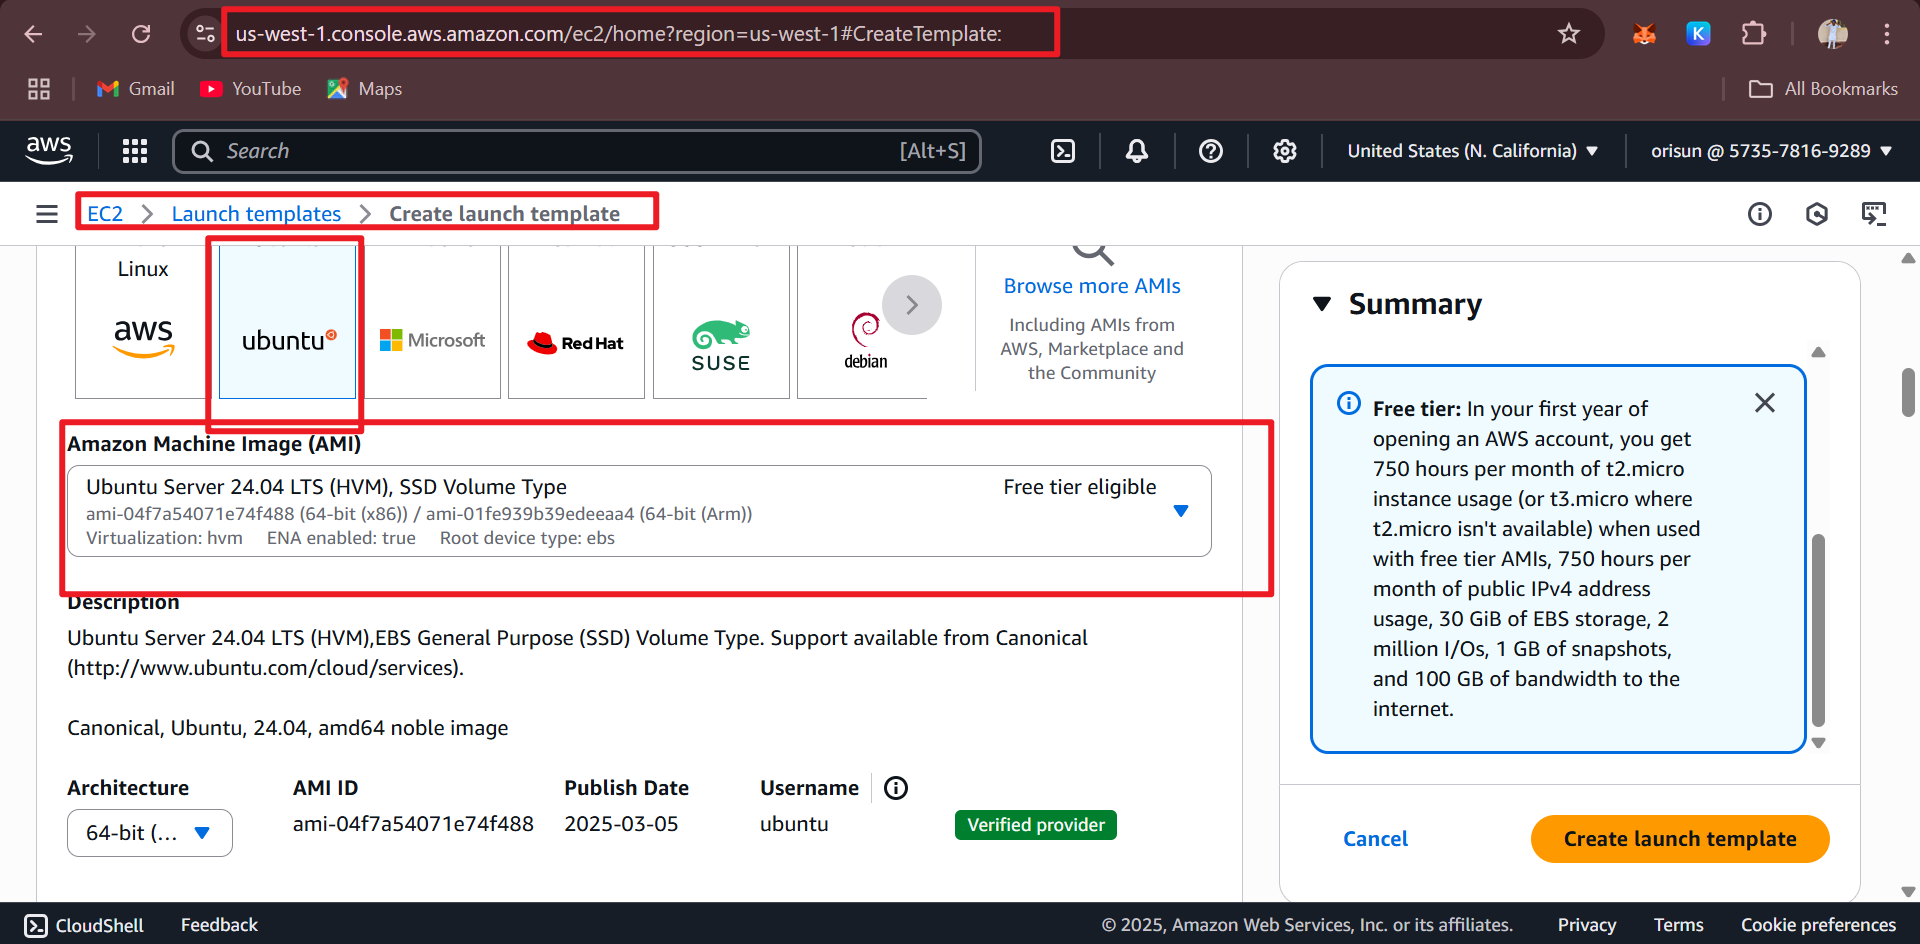 us-west-1.console.aws.amazon.com/ec2/home?region=us-west-1#CreateTemplate:
K
Gmail
YouTube
Maps
All Bookmarks
aws
Search
[Alt+S]
United States (N. California)
orisun @ 5735-7816-9289
EC2
Launch templates
Create launch template
Linux
aws
ubuntu
Microsoft
Red Hat
SUSE
debian
Browse more AMIs
Including AMIs from
AWS, Marketplace and
the Community
Amazon Machine Image (AMI)
Ubuntu Server 24.04 LTS (HVM), SSD Volume Type
Free tier eligible
ami-04f7a54071e74f488 (64-bit (x86)) / ami-01fe939b39edeeaa4 (64-bit (Arm))
Virtualization: hvm ENA enabled: true Root device type: ebs
Description
Ubuntu Server 24.04 LTS (HVM),EBS General Purpose (SSD) Volume Type. Support available from Canonical
(http://www.ubuntu.com/cloud/services).
Canonical, Ubuntu, 24.04, amd64 noble image
Architecture
AMI ID
Publish Date
Username
64-bit (...
ami-04f7a54071e74f488
2025-03-05
ubuntu
Verified provider
Summary
Free tier: In your first year of
opening an AWS account, you get
750 hours per month of t2.micro
instance usage (or t3.micro where
t2.micro isn't available) when used
with free tier AMIs, 750 hours per
month of public IPv4 address
usage, 30 GiB of EBS storage, 2
million I/Os, 1 GB of snapshots,
and 100 GB of bandwidth to the
internet.
Cancel
Create launch template
CloudShell
Feedback
© 2025, Amazon Web Services, Inc. or its affiliates.
Privacy
Terms
Cookie preferences